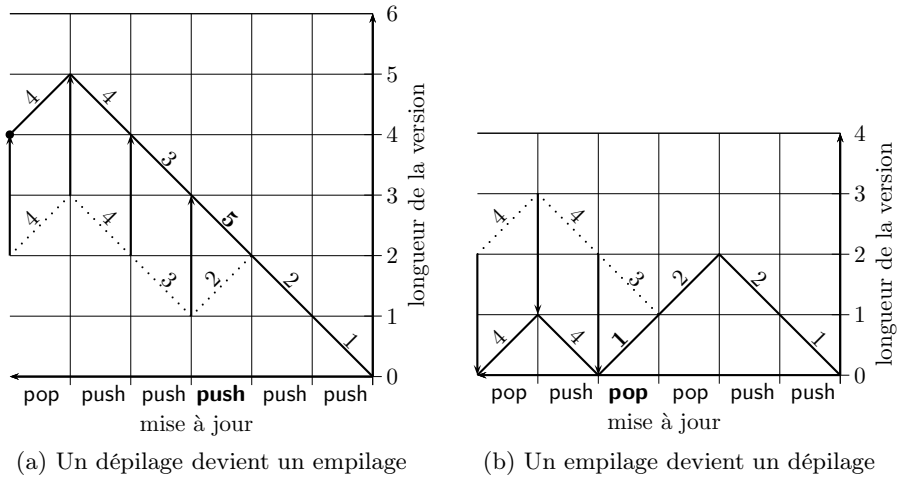 6
5
4
3
2
1
0
longueur de la version
4 4 3 5 2 1
4 4 3 2
pop push push push push push
mise à jour
(a) Un dépilage devient un empilage
4
3
2
1
0
longueur de la version
4 4 3 2 2
4 4 1 1
pop push pop pop push push
mise à jour
(b) Un empilage devient un dépilage